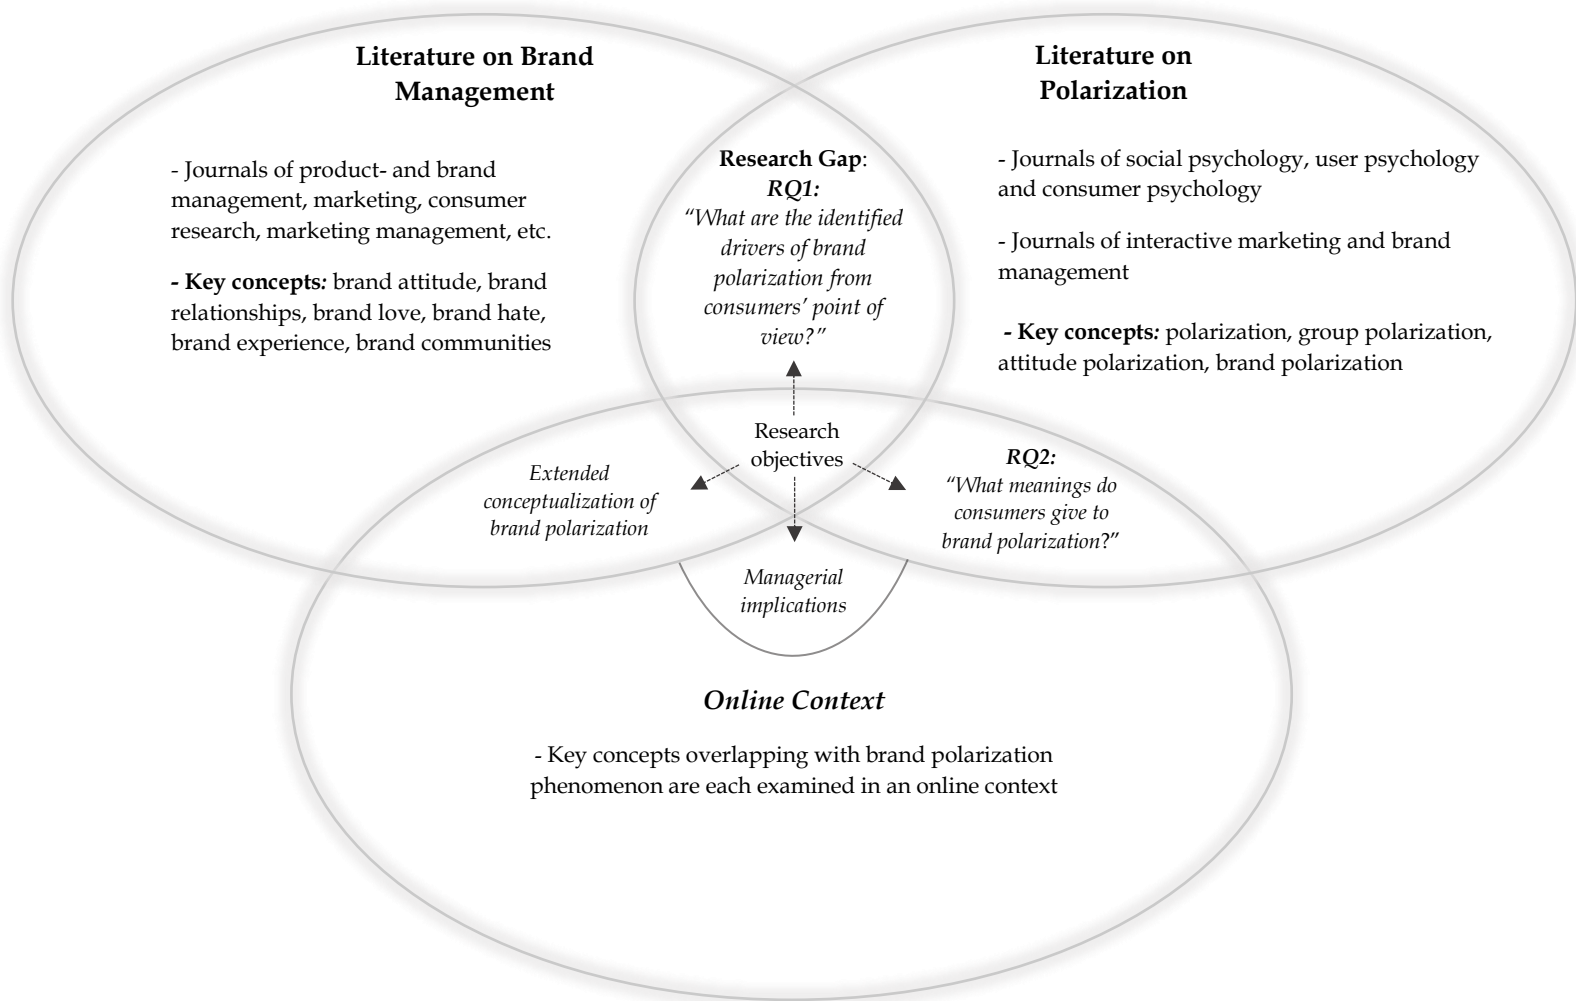 Literature on Brand
Management
- Journals of product- and brand
management, marketing, consumer
research, marketing management, etc.
- Key concepts: brand attitude, brand
relationships, brand love, brand hate,
brand experience, brand communities
Research Gap:
RQ1:
“What are the identified
drivers of brand
polarization from
consumers’ point of
view?”
Literature on
Polarization
- Journals of social psychology, user psychology
and consumer psychology
- Journals of interactive marketing and brand
management
- Key concepts: polarization, group polarization,
attitude polarization, brand polarization
Research
objectives
Extended
conceptualization of
brand polarization
RQ2:
“What meanings do
consumers give to
brand polarization?”
Managerial
implications
Online Context
- Key concepts overlapping with brand polarization
phenomenon are each examined in an online context